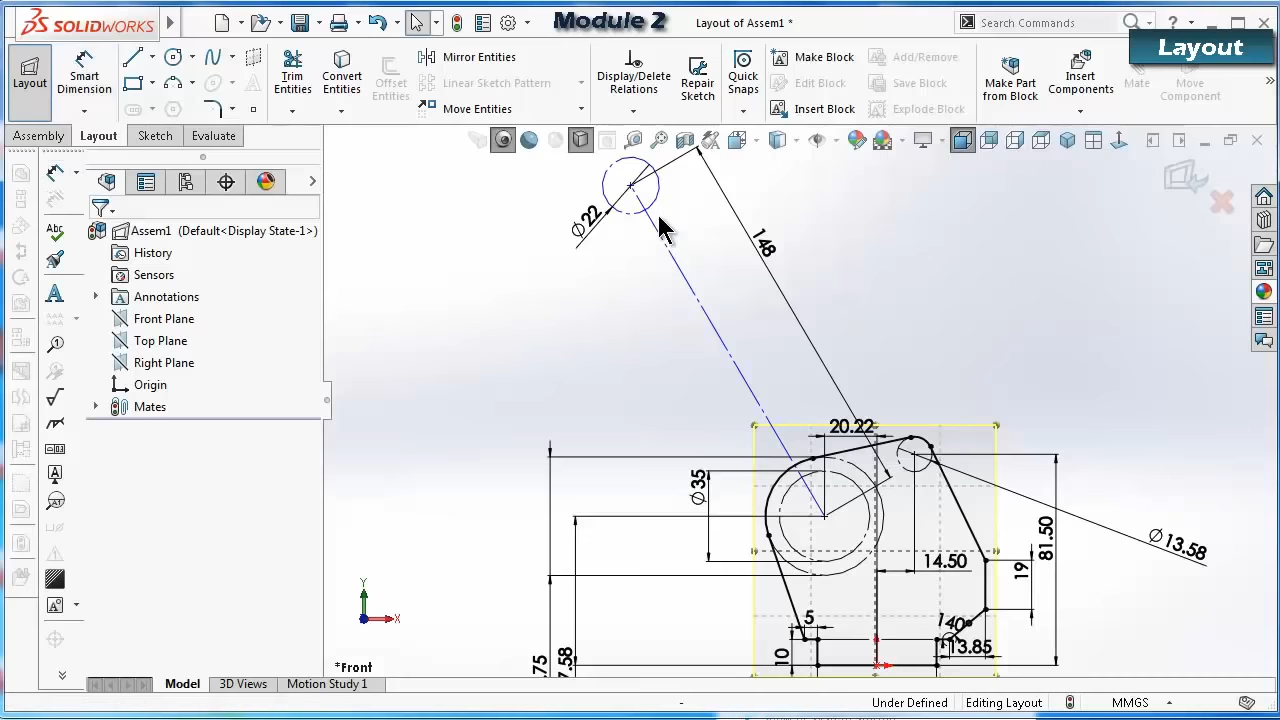 SOLIDWORKS
Module 2
Layout of Assem1 *
Search Commands
Layout
Layout
Smart Dimension
Trim Entities
Convert Entities
Offset Entities
Mirror Entities
Linear Sketch Pattern
Move Entities
Display/Delete Relations
Repair Sketch
Quick Snaps
Make Block
Edit Block
Insert Block
Add/Remove
Save Block
Explode Block
Make Part from Block
Insert Components
Mate
Move Component
Assembly
Layout
Sketch
Evaluate
Assem1 (Default<Display State-1>)
History
Sensors
Annotations
Front Plane
Top Plane
Right Plane
Origin
Mates
Abc
∅22
148
20.22
∅35
∅13.58
81.50
14.50
19
5
140°
13.85
10
.75
7.58
Y
X
*Front
Model
3D Views
Motion Study 1
Under Defined
Editing Layout
MMGS